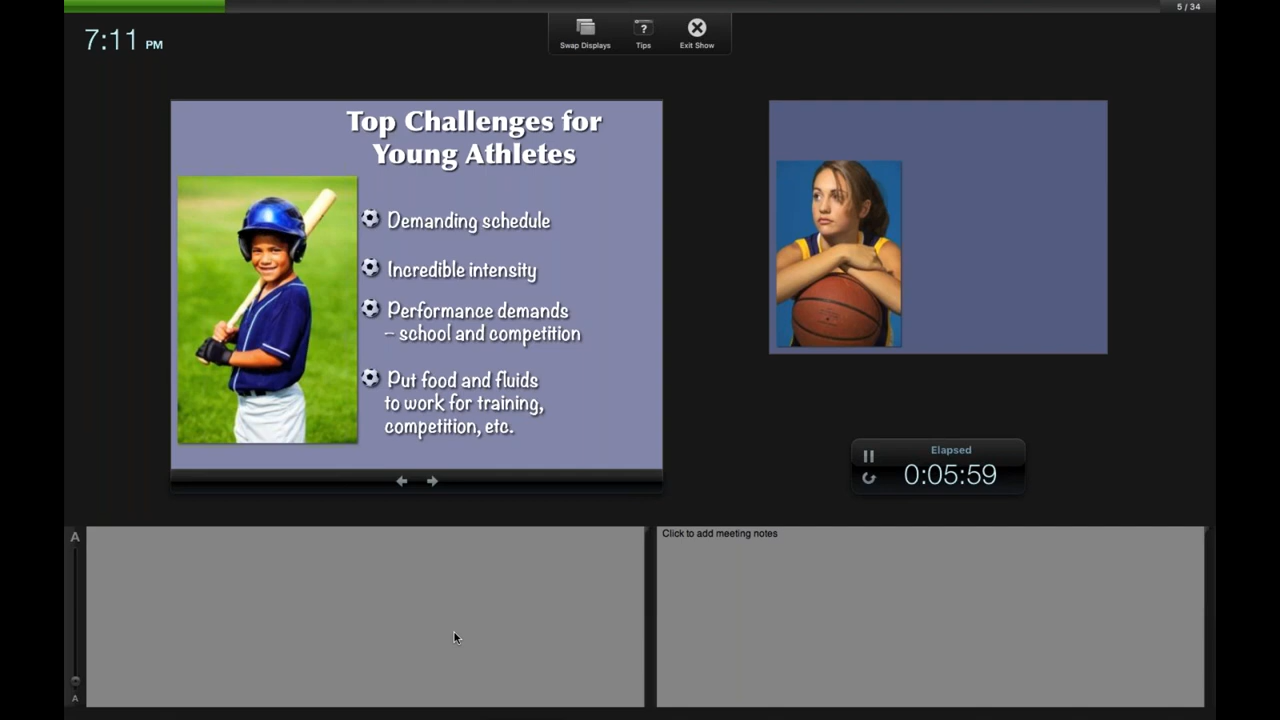 5 / 34
7:11 PM
Swap Displays
Tips
Exit Show
Top Challenges for
Young Athletes
Demanding schedule
Incredible intensity
Performance demands
– school and competition
Put food and fluids
to work for training,
competition, etc.
Elapsed
0:05:59
A
A
Click to add meeting notes